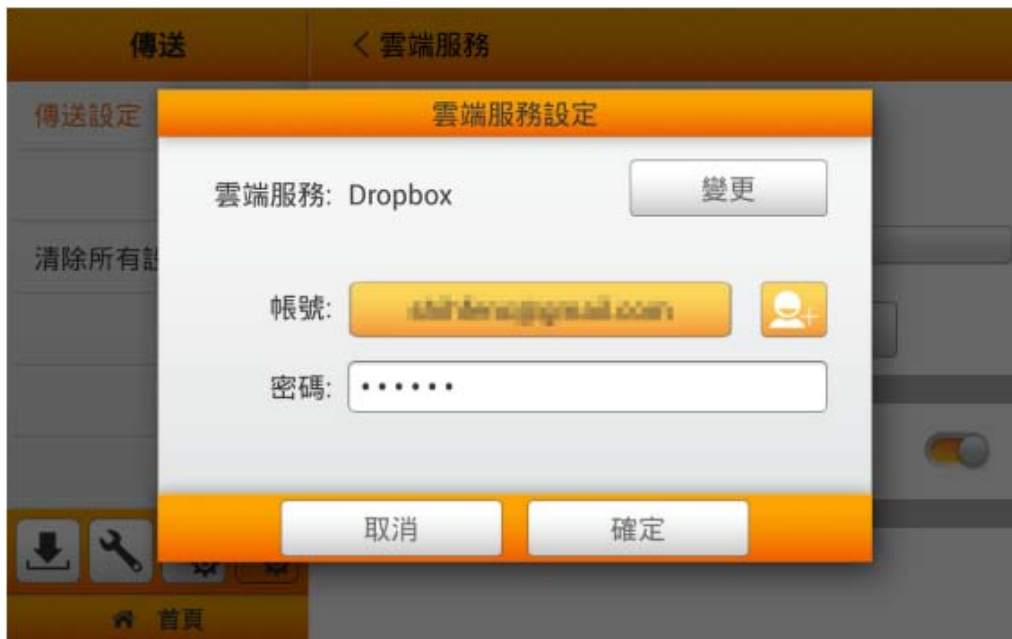 傳送
雲端服務
傳送設定
雲端服務設定
雲端服務: Dropbox
變更
清除所有
帳號:
密碼: ••••••
取消
確定
首頁